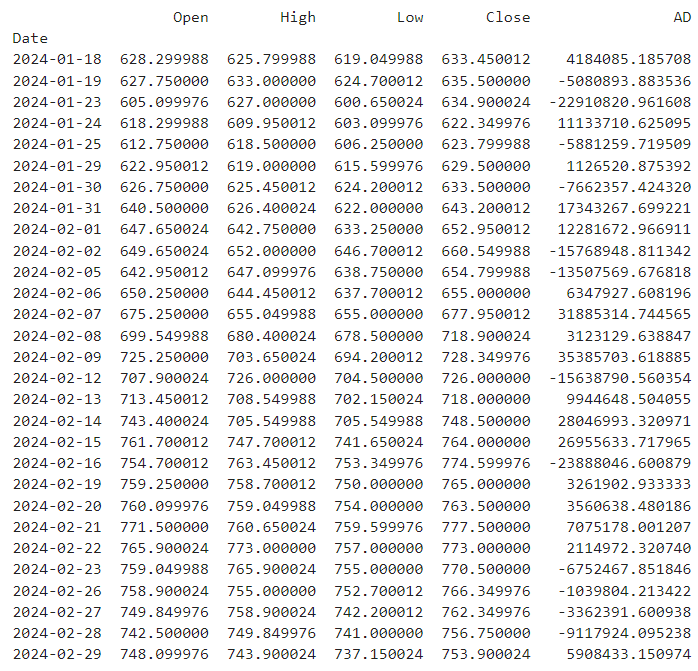 Open High Low Close AD
Date
2024-01-18 628.299988 625.799988 619.049988 633.450012 4184085.185708
2024-01-19 627.750000 633.000000 624.700012 635.500000 -5080893.883536
2024-01-23 605.099976 627.000000 600.650024 634.900024 -22910820.961608
2024-01-24 618.299988 609.950012 603.099976 622.349976 11133710.625095
2024-01-25 612.750000 618.500000 606.250000 623.799988 -5881259.719509
2024-01-29 622.950012 619.000000 615.599976 629.500000 1126520.875392
2024-01-30 626.750000 625.450012 624.200012 633.500000 -7662357.424320
2024-01-31 640.500000 626.400024 622.000000 643.200012 17343267.699221
2024-02-01 647.650024 642.750000 633.250000 652.950012 12281672.966911
2024-02-02 649.650024 652.000000 646.700012 660.549988 -15768948.811342
2024-02-05 642.950012 647.099976 638.750000 654.799988 -13507569.676818
2024-02-06 650.250000 644.450012 637.700012 655.000000 6347927.608196
2024-02-07 675.250000 655.049988 655.000000 677.950012 31885314.744565
2024-02-08 699.549988 680.400024 678.500000 718.900024 3123129.638847
2024-02-09 725.250000 703.650024 694.200012 728.349976 35385703.618885
2024-02-12 707.900024 726.000000 704.500000 726.000000 -15638790.560354
2024-02-13 713.450012 708.549988 702.150024 718.000000 9944648.504055
2024-02-14 743.400024 705.549988 705.549988 748.500000 28046993.320971
2024-02-15 761.700012 747.700012 741.650024 764.000000 26955633.717965
2024-02-16 754.700012 763.450012 753.349976 774.599976 -23888046.600879
2024-02-19 759.250000 758.700012 750.000000 765.000000 3261902.933333
2024-02-20 760.099976 759.049988 754.000000 763.500000 3560638.480186
2024-02-21 771.500000 760.650024 759.599976 777.500000 7075178.001207
2024-02-22 765.900024 773.000000 757.000000 773.000000 2114972.320740
2024-02-23 759.049988 765.900024 755.000000 770.500000 -6752467.851846
2024-02-26 758.900024 755.000000 752.700012 766.349976 -1039804.213422
2024-02-27 749.849976 758.900024 742.200012 762.349976 -3362391.600938
2024-02-28 742.500000 749.849976 741.000000 756.750000 -9117924.095238
2024-02-29 748.099976 743.900024 737.150024 753.900024 5908433.150974